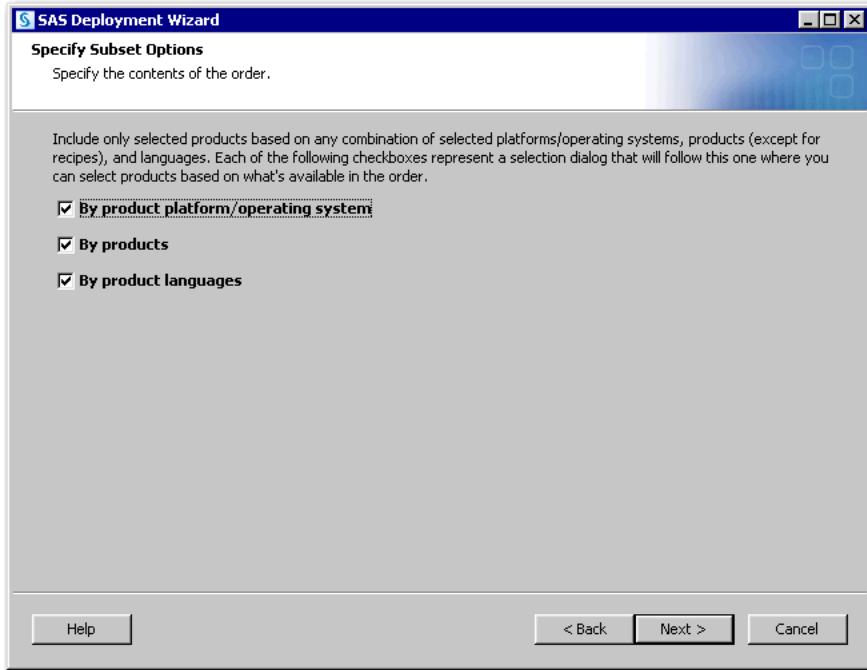 SAS Deployment Wizard
Specify Subset Options
Specify the contents of the order.
Include only selected products based on any combination of selected platforms/operating systems, products (except for
recipes), and languages. Each of the following checkboxes represent a selection dialog that will follow this one where you
can select products based on what's available in the order.
By product platform/operating system
By products
By product languages
Help
< Back
Next >
Cancel